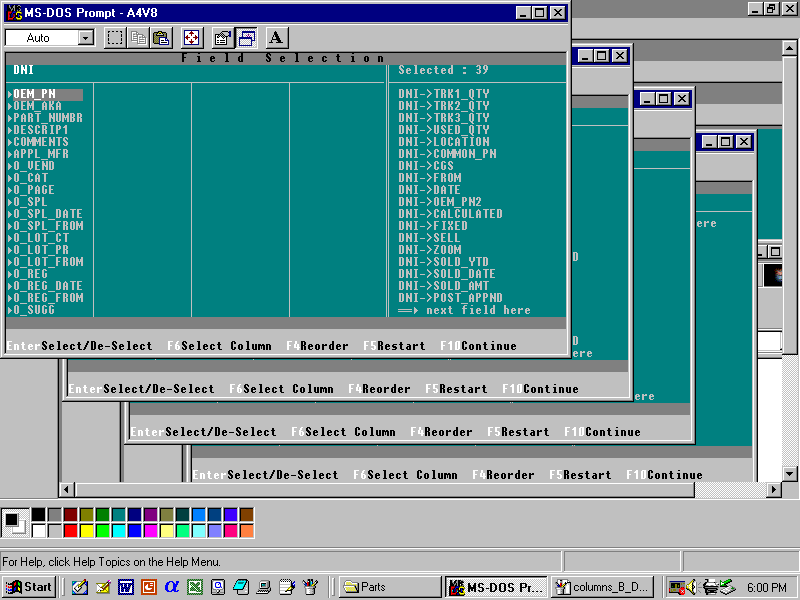 MS-DOS Prompt - A4V8
Auto
A
Field Selection
DNI
Selected : 39
OEM_PN
OEM_AKA
PART_NUMBR
DESCRIP1
COMMENTS
APPL_MFR
O_VEND
O_CAT
O_PAGE
O_SPL
O_SPL_DATE
O_SPL_FROM
O_LOT_CT
O_LOT_PR
O_LOT_FROM
O_REG
O_REG_DATE
O_REG_FROM
O_SUGG
DNI->TRK1_QTY
DNI->TRK2_QTY
DNI->TRK3_QTY
DNI->USED_QTY
DNI->LOCATION
DNI->COMMON_PN
DNI->CGS
DNI->FROM
DNI->DATE
DNI->OEM_PN2
DNI->CALCULATED
DNI->FIXED
DNI->SELL
DNI->ZOOM
DNI->SOLD_YTD
DNI->SOLD_DATE
DNI->SOLD_AMT
DNI->POST_APPND
==► next field here
EnterSelect/De-Select F6Select Column F4Reorder F5Restart F10Continue
D
D
ere
EnterSelect/De-Select F6Select Column F4Reorder F5Restart F10Continue
ere
EnterSelect/De-Select F6Select Column F4Reorder F5Restart F10Continue
ere
EnterSelect/De-Select F6Select Column F4Reorder F5Restart F10Continue
For Help, click Help Topics on the Help Menu.
Start
Parts
MS-DOS Pr...
columns_B_D...
6:00 PM